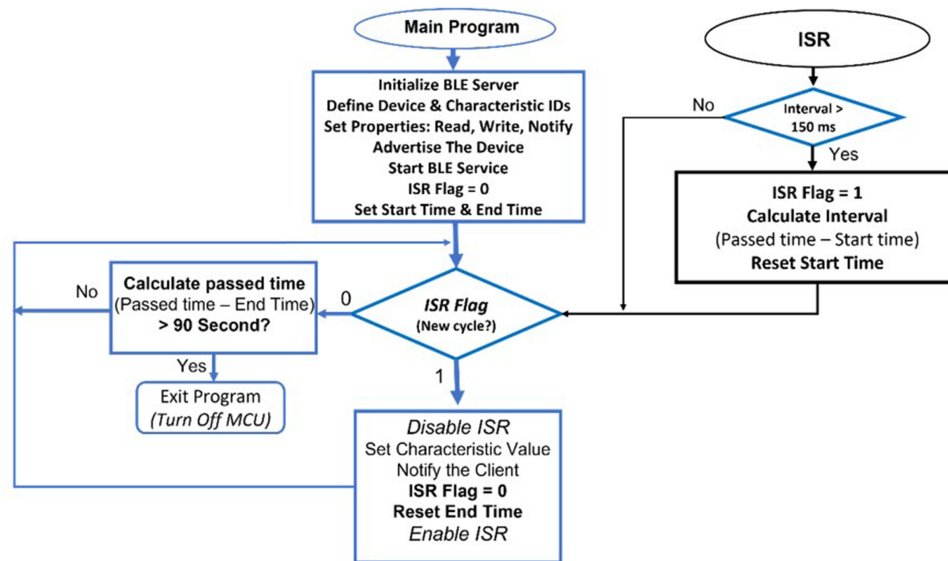 Main Program
Initialize BLE Server
Define Device & Characteristic IDs
Set Properties: Read, Write, Notify
Advertise The Device
Start BLE Service
ISR Flag = 0
Set Start Time & End Time
ISR
No
Interval >
150 ms
Yes
ISR Flag = 1
Calculate Interval
(Passed time – Start time)
Reset Start Time
No
Calculate passed time
(Passed time – End Time)
> 90 Second?
0
ISR Flag
(New cycle?)
Yes
1
Exit Program
(Turn Off MCU)
Disable ISR
Set Characteristic Value
Notify the Client
ISR Flag = 0
Reset End Time
Enable ISR